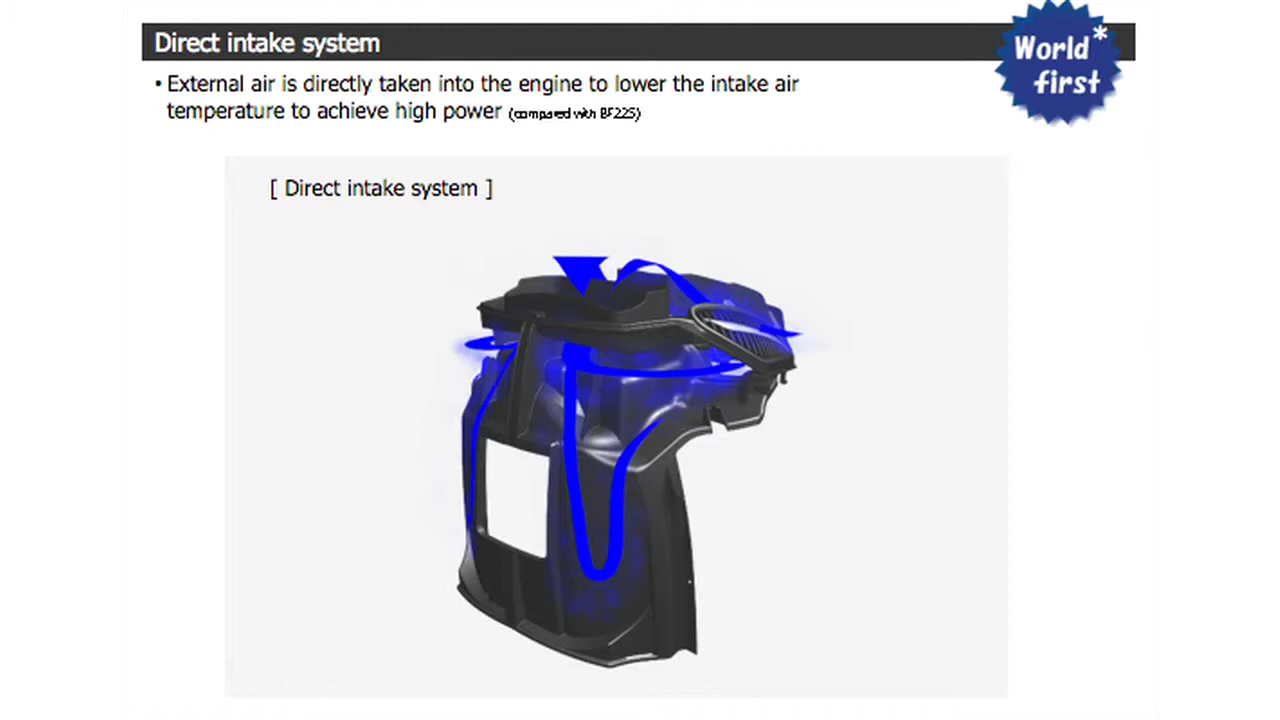 Direct intake system
World*
first
• External air is directly taken into the engine to lower the intake air
temperature to achieve high power (compared with BF225)
[ Direct intake system ]